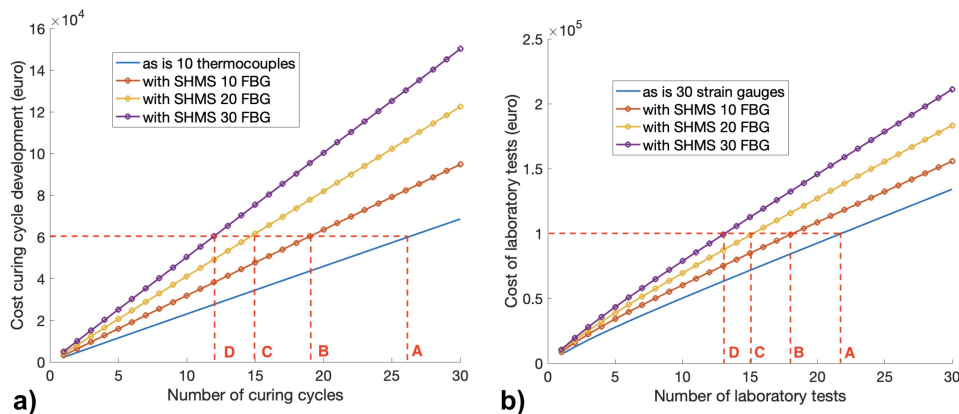 ×10⁴
16
14
12
10
8
6
4
2
0
Cost curing cycle development (euro)
as is 10 thermocouples
with SHMS 10 FBG
with SHMS 20 FBG
with SHMS 30 FBG
D C B A
0 5 10 15 20 25 30
Number of curing cycles
a)
×10⁵
2.5
2
1.5
1
0.5
0
Cost of laboratory tests (euro)
as is 30 strain gauges
with SHMS 10 FBG
with SHMS 20 FBG
with SHMS 30 FBG
D C B A
0 5 10 15 20 25 30
Number of laboratory tests
b)